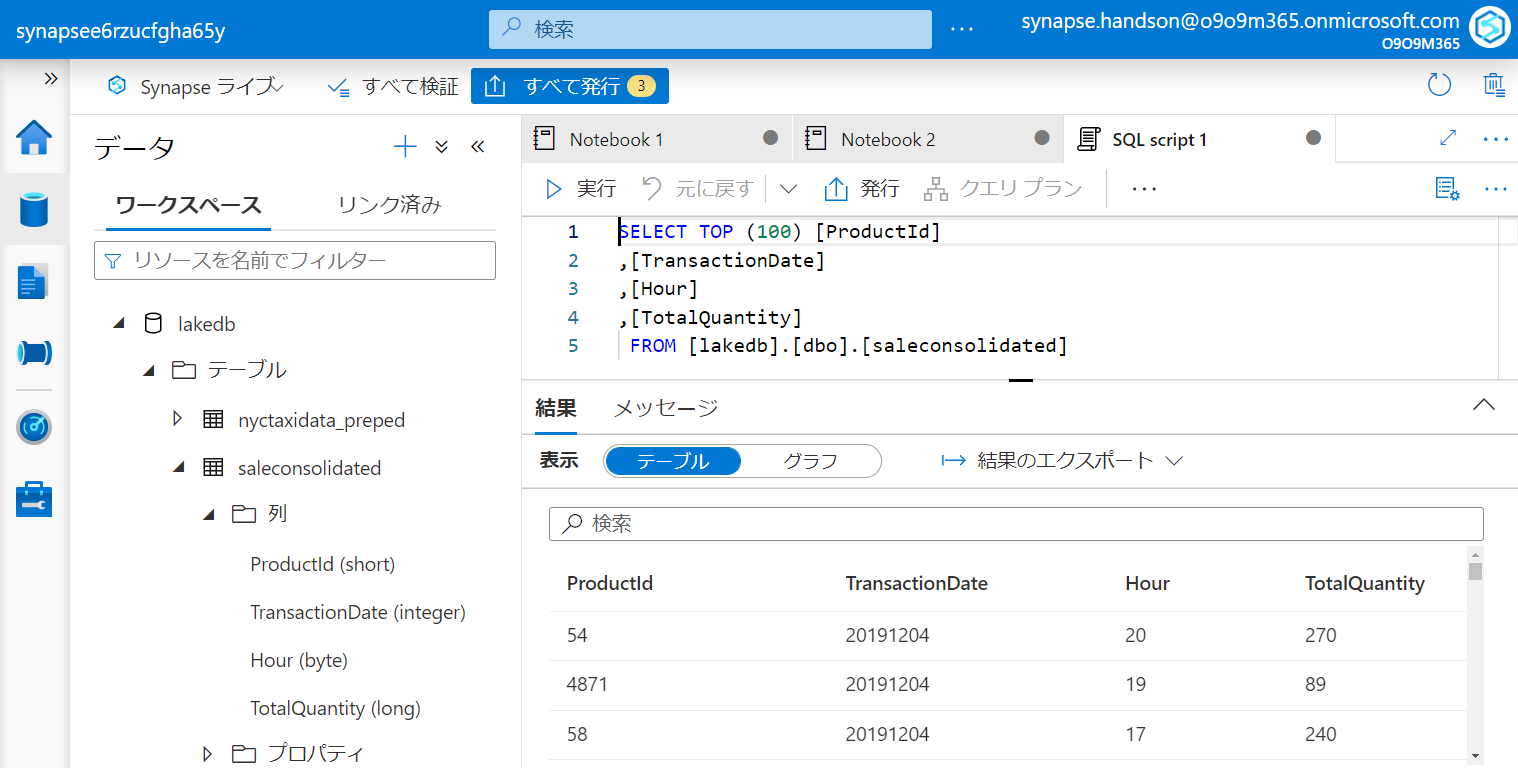 synapsee6rzucfgha65y
検索
···
synapse.handson@o9o9m365.onmicrosoft.com
O9O9M365
Synapse ライブ
すべて検証
すべて発行 3
データ
ワークスペース
リンク済み
リソースを名前でフィルター
lakedb
テーブル
nyctaxidata_preped
saleconsolidated
列
ProductId (short)
TransactionDate (integer)
Hour (byte)
TotalQuantity (long)
プロパティ
Notebook 1
Notebook 2
SQL script 1
···
実行
元に戻す
発行
クエリ プラン
···
···
1 SELECT TOP (100) [ProductId]
2 ,[TransactionDate]
3 ,[Hour]
4 ,[TotalQuantity]
5 FROM [lakedb].[dbo].[saleconsolidated]
結果
メッセージ
表示
テーブル
グラフ
結果のエクスポート
検索
ProductId TransactionDate Hour TotalQuantity
54 20191204 20 270
4871 20191204 19 89
58 20191204 17 240